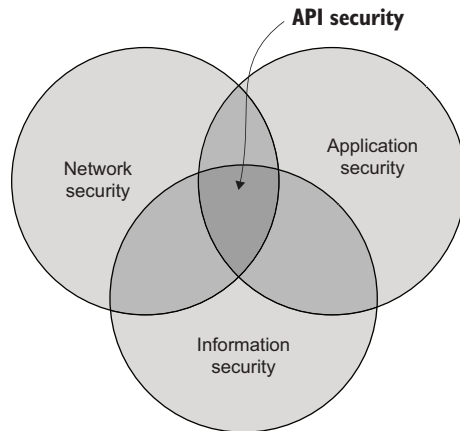 API security
Network
security
Application
security
Information
security